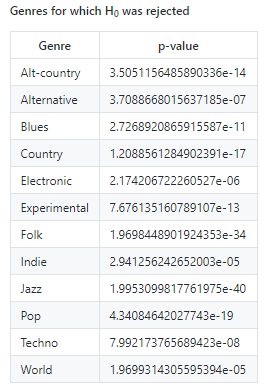 Genres for which H₀ was rejected
Genre p-value
Alt-country 3.5051156485890336e-14
Alternative 3.7088668015637185e-07
Blues 2.7268920865915587e-11
Country 1.2088561284902391e-17
Electronic 2.174206722260527e-06
Experimental 7.676135160789107e-13
Folk 1.9698448901924353e-34
Indie 2.941256242652003e-05
Jazz 1.9953099817761975e-40
Pop 4.34084642027743e-19
Techno 7.992173765689423e-08
World 1.9699314305595394e-05